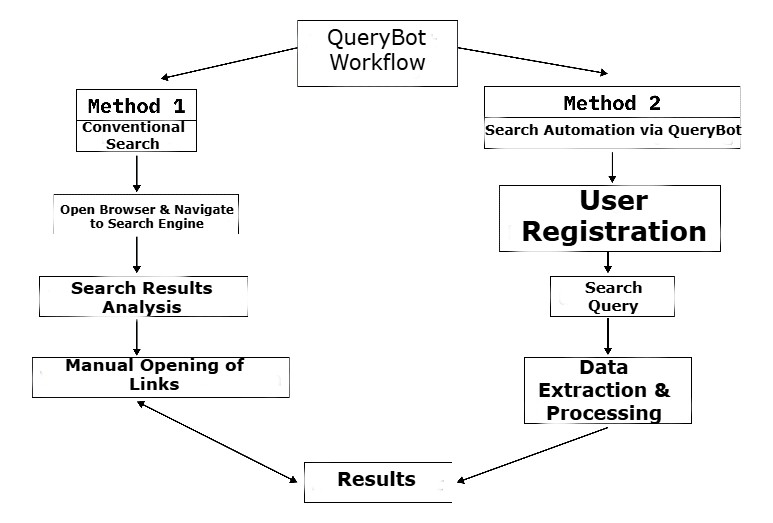 QueryBot
Workflow
Method 1
Conventional
Search
Open Browser & Navigate
to Search Engine
Search Results
Analysis
Manual Opening of
Links
Method 2
Search Automation via QueryBot
User
Registration
Search
Query
Data
Extraction &
Processing
Results